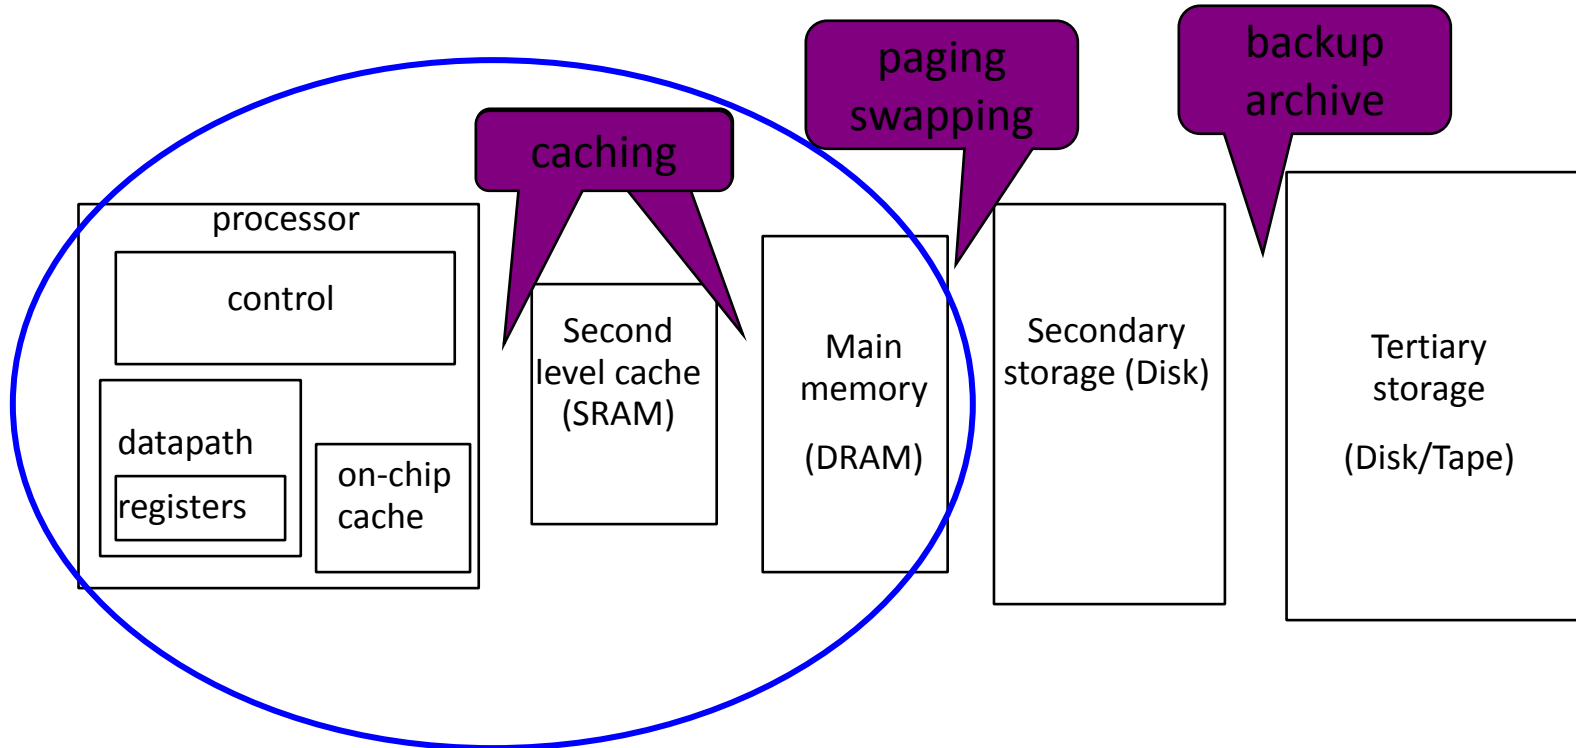 paging
swapping
backup
archive
caching
processor
control
datapath
registers
on-chip
cache
Second
level cache
(SRAM)
Main
memory
(DRAM)
Secondary
storage (Disk)
Tertiary
storage
(Disk/Tape)